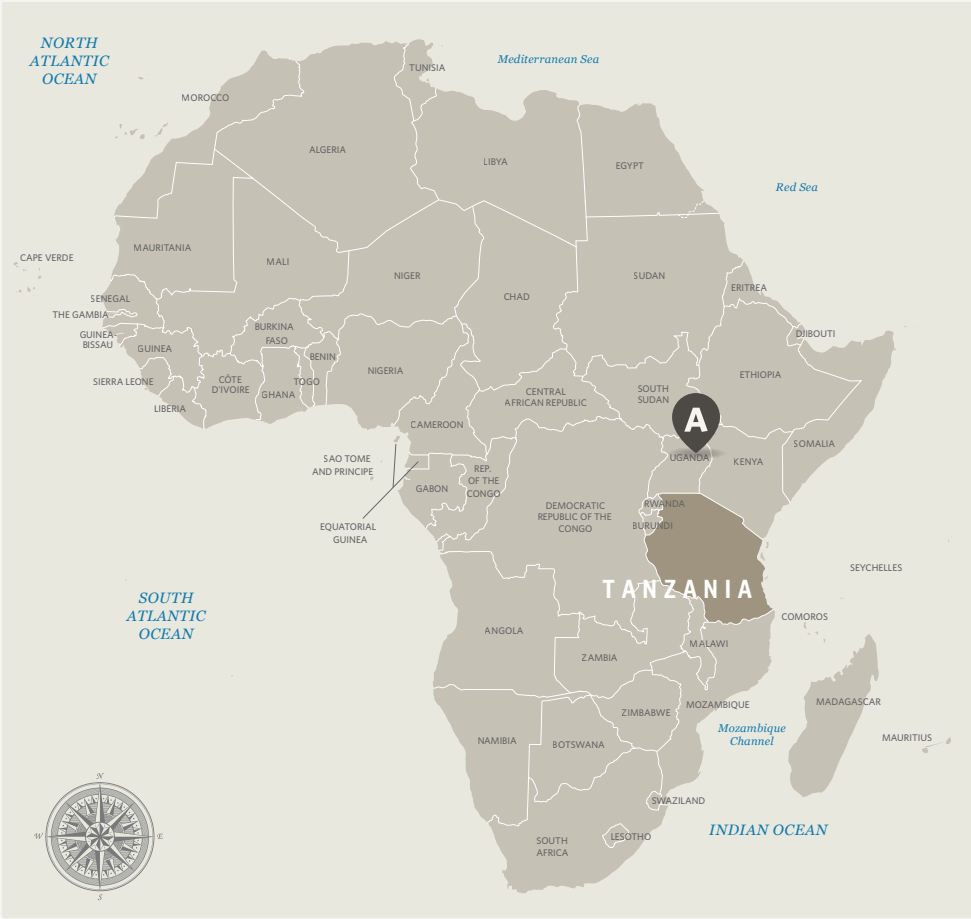 NORTH
ATLANTIC
OCEAN
Mediterranean Sea
TUNISIA
MOROCCO
ALGERIA
LIBYA
EGYPT
Red Sea
CAPE VERDE
MAURITANIA
MALI
NIGER
CHAD
SUDAN
ERITREA
SENEGAL
THE GAMBIA
GUINEA-
BISSAU
GUINEA
BURKINA
FASO
BENIN
DJIBOUTI
SIERRA LEONE
CÔTE
D'IVOIRE
TOGO
GHANA
NIGERIA
ETHIOPIA
LIBERIA
CENTRAL
AFRICAN REPUBLIC
SOUTH
SUDAN
A
CAMEROON
SOMALIA
SAO TOME
AND PRINCIPE
UGANDA
KENYA
GABON
REP.
OF THE
CONGO
EQUATORIAL
GUINEA
DEMOCRATIC
REPUBLIC OF THE
CONGO
RWANDA
BURUNDI
SEYCHELLES
TANZANIA
SOUTH
ATLANTIC
OCEAN
COMOROS
ANGOLA
MALAWI
ZAMBIA
MOZAMBIQUE
MADAGASCAR
ZIMBABWE
Mozambique
Channel
MAURITIUS
NAMIBIA
BOTSWANA
SWAZILAND
INDIAN OCEAN
LESOTHO
SOUTH
AFRICA
N
W
E
S